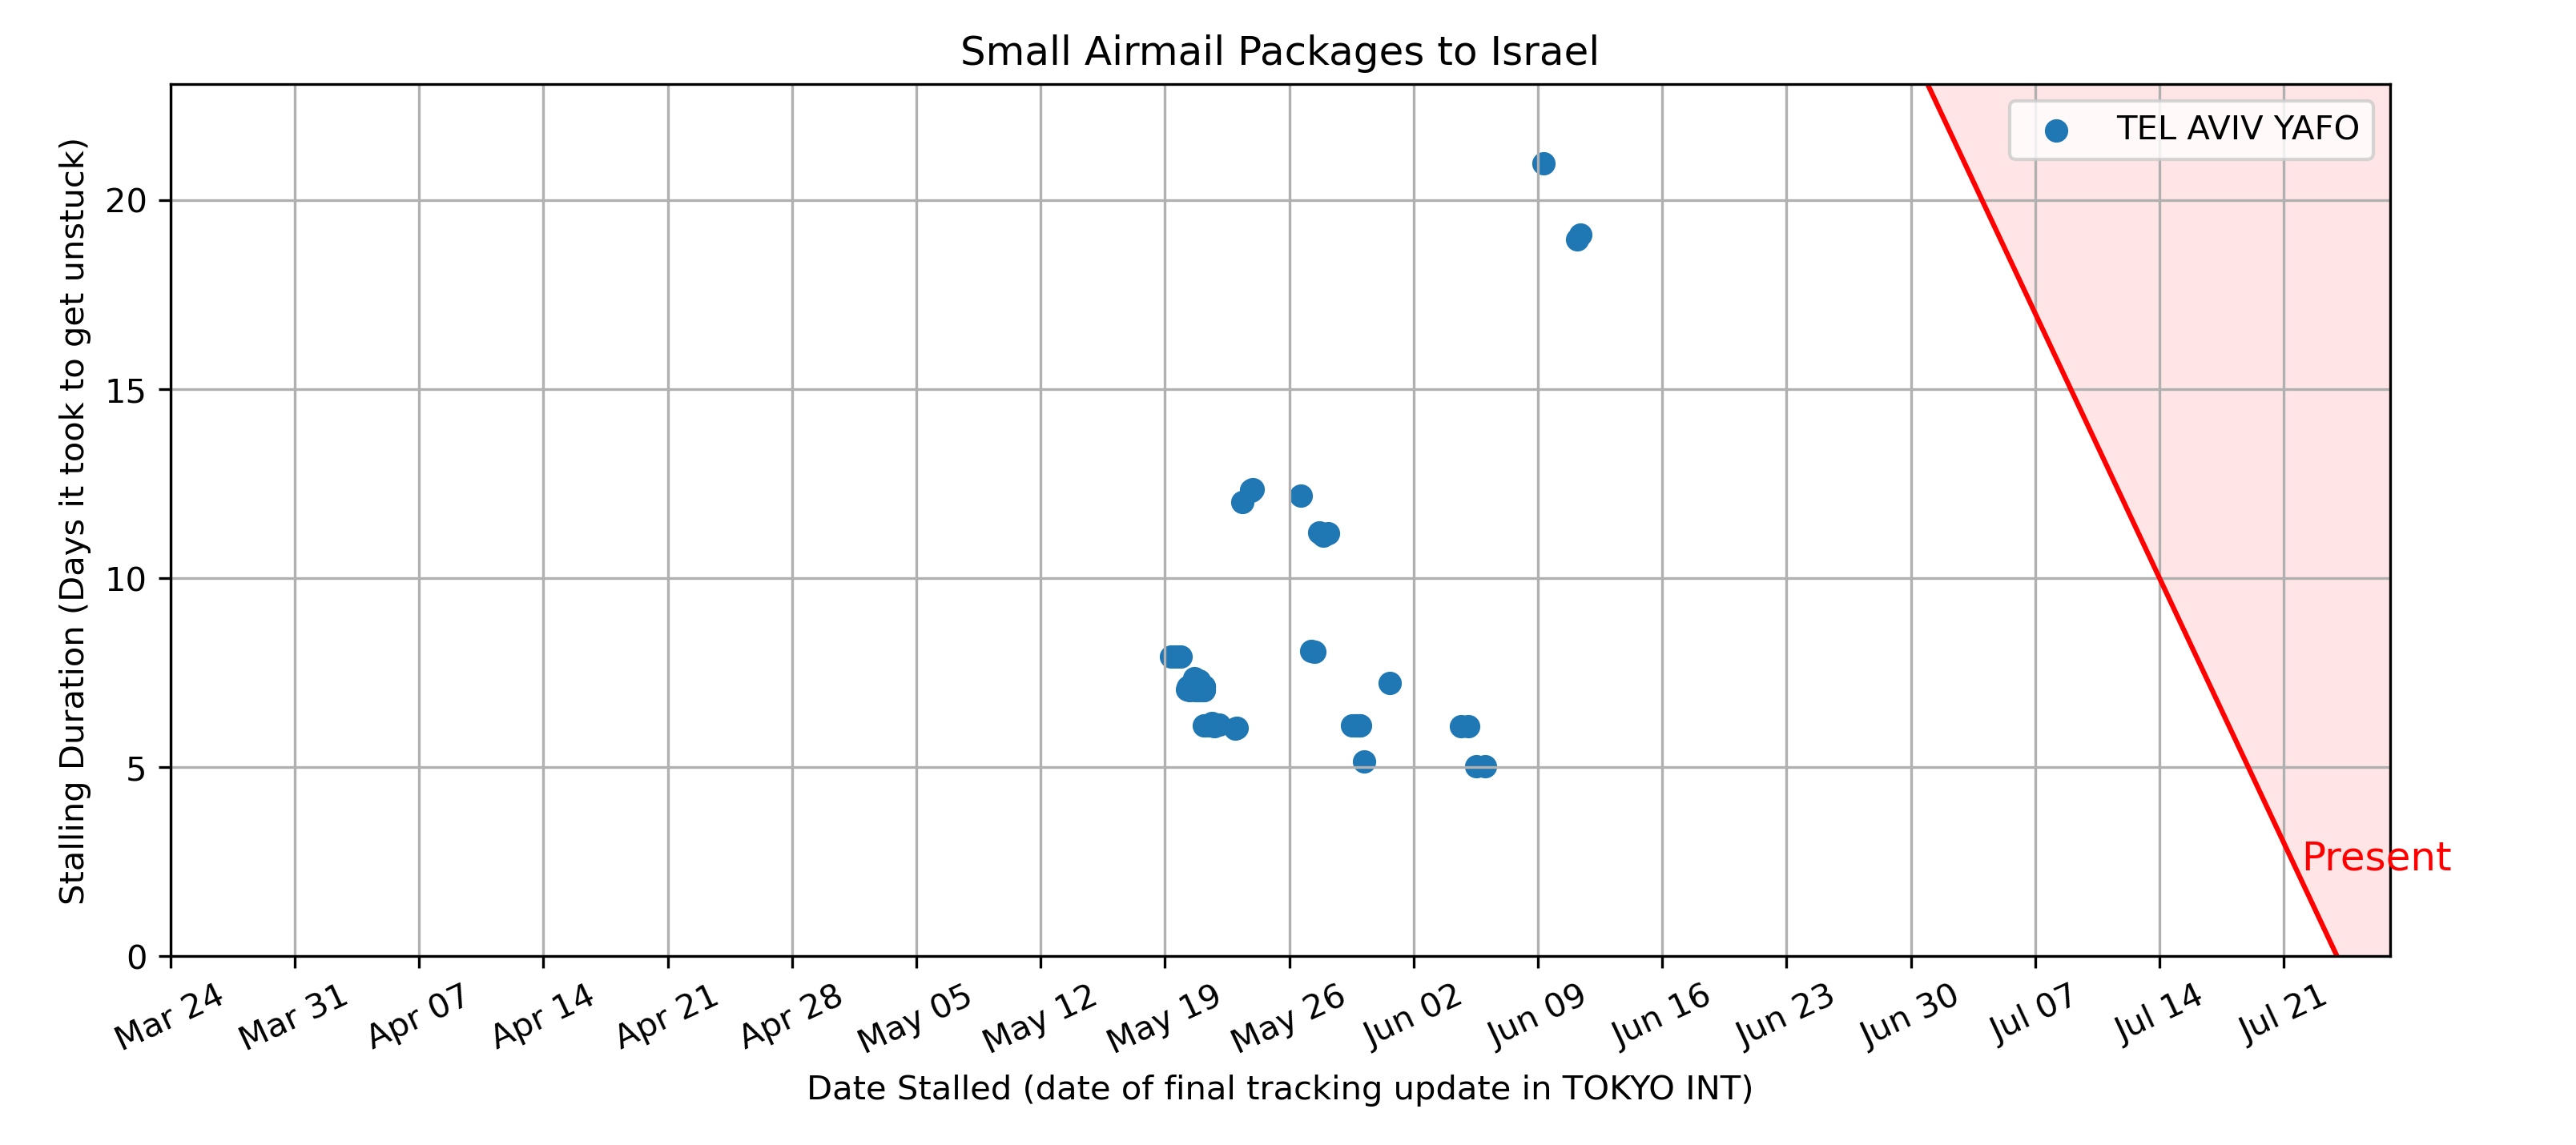 Small Airmail Packages to Israel
TEL AVIV YAFO
Stalling Duration (Days it took to get unstuck)
20
15
10
5
0
Present
Mar 24
Mar 31
Apr 07
Apr 14
Apr 21
Apr 28
May 05
May 12
May 19
May 26
Jun 02
Jun 09
Jun 16
Jun 23
Jun 30
Jul 07
Jul 14
Jul 21
Date Stalled (date of final tracking update in TOKYO INT)